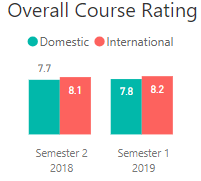 Overall Course Rating
Domestic International
7.7
8.1
7.8
8.2
Semester 2
2018
Semester 1
2019